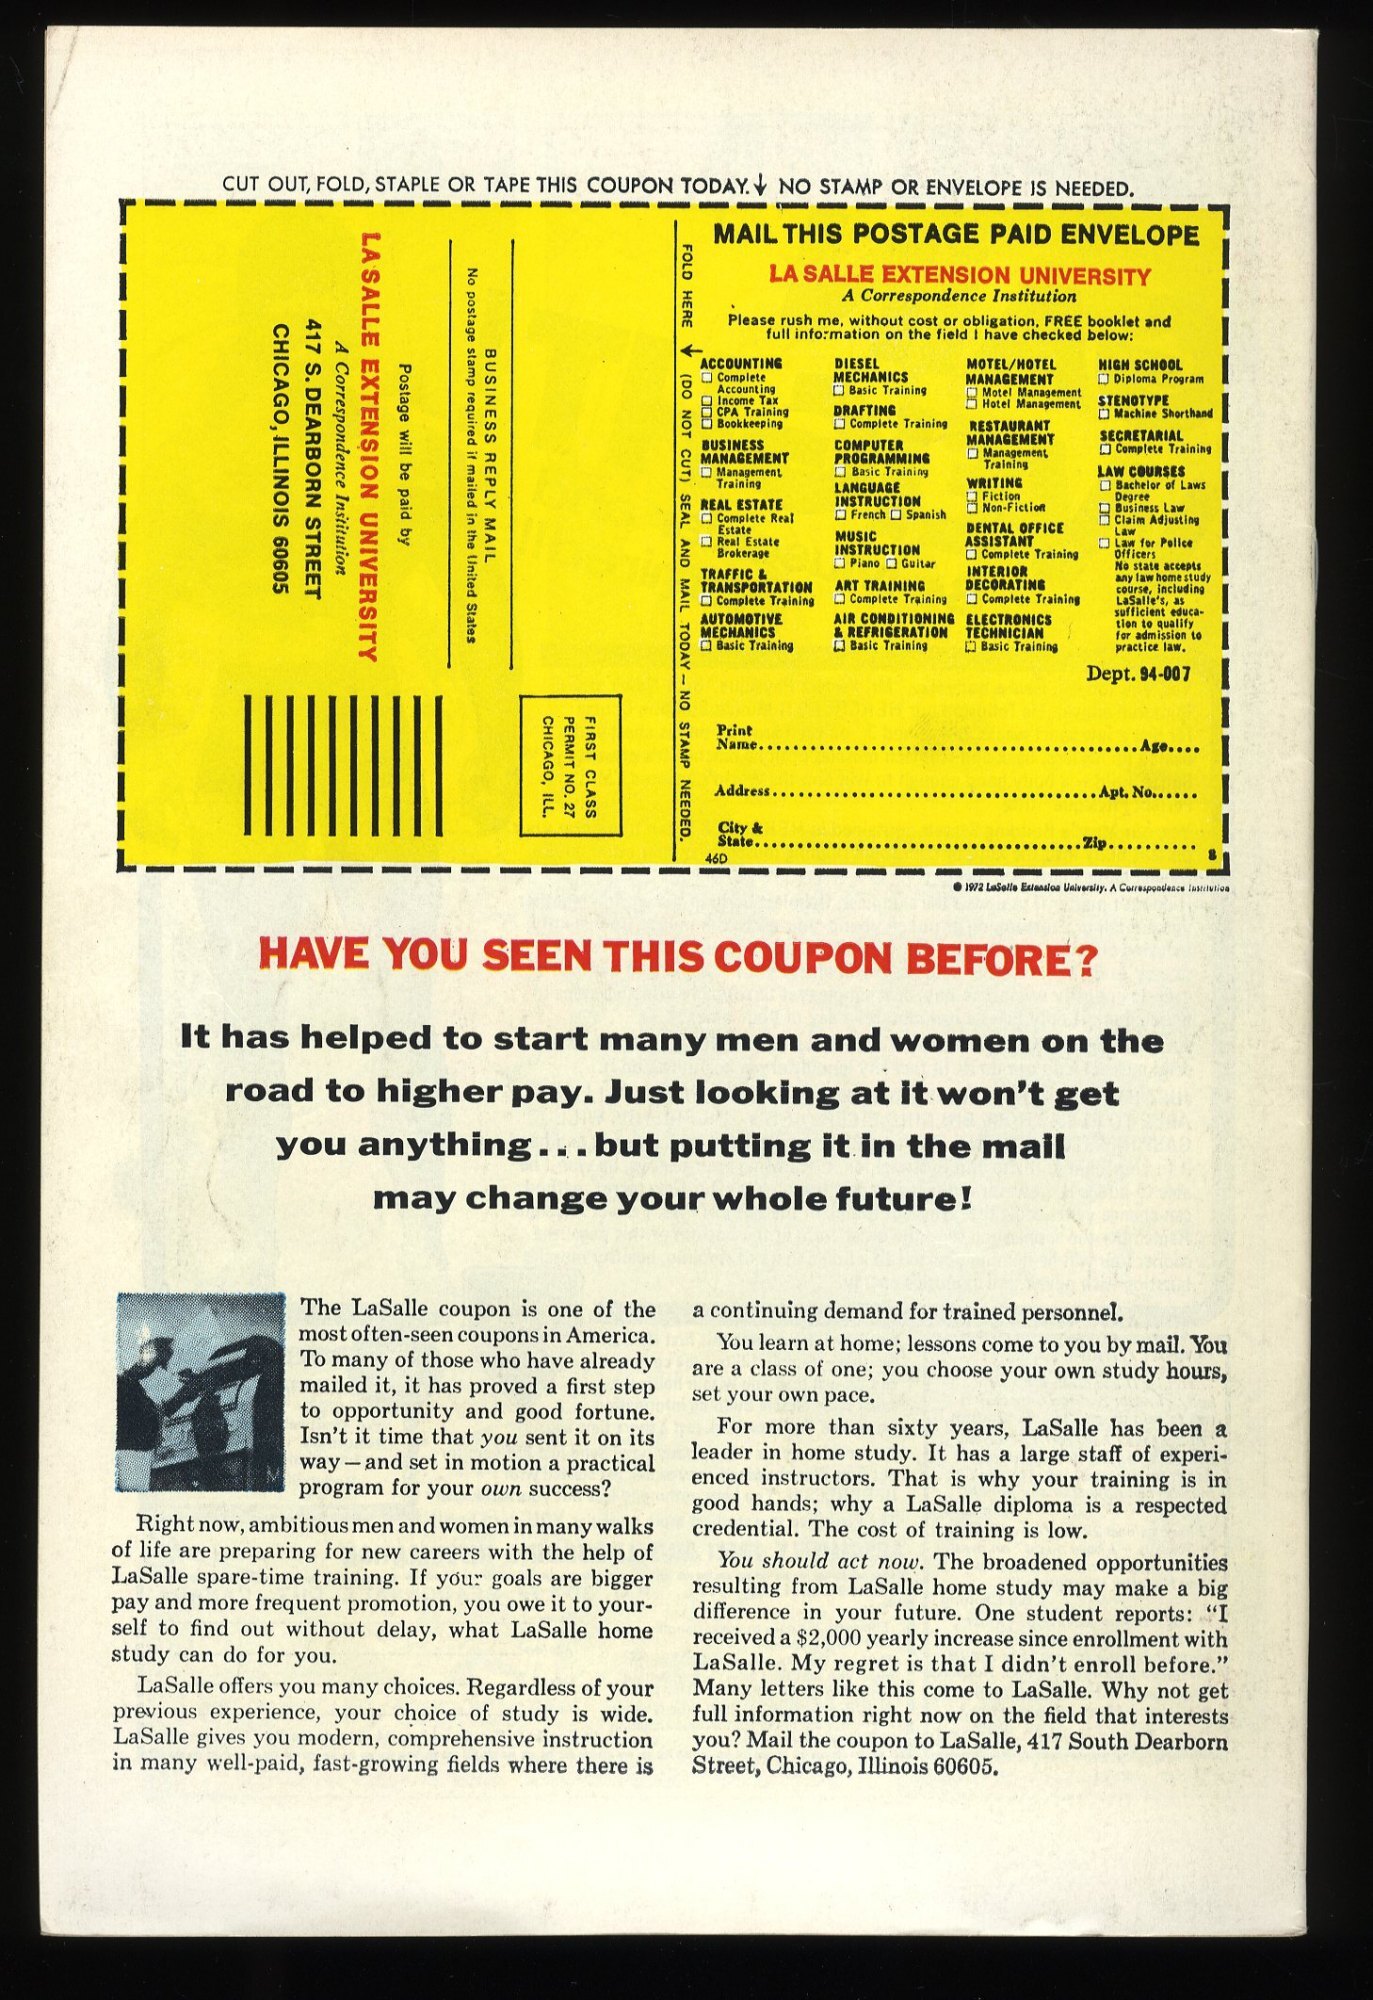 CUT OUT, FOLD, STAPLE OR TAPE THIS COUPON TODAY. ↓ NO STAMP OR ENVELOPE IS NEEDED.
LA SALLE EXTENSION UNIVERSITY
A Correspondence Institution
417 S. DEARBORN STREET
CHICAGO, ILLINOIS 60605
Postage will be paid by
No postage stamp required if mailed in the United States
BUSINESS REPLY MAIL
FIRST CLASS
PERMIT NO. 27
CHICAGO, ILL.
FOLD HERE ↓ (DO NOT CUT) SEAL AND MAIL TODAY — NO STAMP NEEDED.
MAIL THIS POSTAGE PAID ENVELOPE
LA SALLE EXTENSION UNIVERSITY
A Correspondence Institution
Please rush me, without cost or obligation, FREE booklet and
full information on the field I have checked below:
ACCOUNTING
☐ Complete
Accounting
☐ Income Tax
☐ CPA Training
☐ Bookkeeping
BUSINESS
MANAGEMENT
☐ Management
Training
REAL ESTATE
☐ Complete Real
Estate
☐ Real Estate
Brokerage
TRAFFIC &
TRANSPORTATION
☐ Complete Training
AUTOMOTIVE
MECHANICS
☐ Basic Training
DIESEL
MECHANICS
☐ Basic Training
DRAFTING
☐ Complete Training
COMPUTER
PROGRAMMING
☐ Basic Training
LANGUAGE
INSTRUCTION
☐ French ☐ Spanish
MUSIC
INSTRUCTION
☐ Piano ☐ Guitar
ART TRAINING
☐ Complete Training
AIR CONDITIONING
& REFRIGERATION
☐ Basic Training
MOTEL/HOTEL
MANAGEMENT
☐ Motel Management
☐ Hotel Management
RESTAURANT
MANAGEMENT
☐ Management
Training
WRITING
☐ Fiction
☐ Non-Fiction
DENTAL OFFICE
ASSISTANT
☐ Complete Training
INTERIOR
DECORATING
☐ Complete Training
ELECTRONICS
TECHNICIAN
☐ Basic Training
HIGH SCHOOL
☐ Diploma Program
STENOTYPE
☐ Machine Shorthand
SECRETARIAL
☐ Complete Training
LAW COURSES
☐ Bachelor of Laws
Degree
☐ Business Law
☐ Claim Adjusting
Law
☐ Law for Police
Officers
No state accepts
any law home study
course, including
LaSalle's, as
sufficient educa-
tion to qualify
for admission to
practice law.
Dept. 94-007
Print
Name........................................Age....
Address...................................Apt. No......
City &
State...................................Zip..........
46D 8
© 1972 LaSalle Extension University. A Correspondence Institution
HAVE YOU SEEN THIS COUPON BEFORE?
It has helped to start many men and women on the
road to higher pay. Just looking at it won't get
you anything... but putting it in the mail
may change your whole future!
The LaSalle coupon is one of the
most often-seen coupons in America.
To many of those who have already
mailed it, it has proved a first step
to opportunity and good fortune.
Isn't it time that you sent it on its
way—and set in motion a practical
program for your own success?
Right now, ambitious men and women in many walks
of life are preparing for new careers with the help of
LaSalle spare-time training. If your goals are bigger
pay and more frequent promotion, you owe it to your-
self to find out without delay, what LaSalle home
study can do for you.
LaSalle offers you many choices. Regardless of your
previous experience, your choice of study is wide.
LaSalle gives you modern, comprehensive instruction
in many well-paid, fast-growing fields where there is
a continuing demand for trained personnel.
You learn at home; lessons come to you by mail. You
are a class of one; you choose your own study hours,
set your own pace.
For more than sixty years, LaSalle has been a
leader in home study. It has a large staff of experi-
enced instructors. That is why your training is in
good hands; why a LaSalle diploma is a respected
credential. The cost of training is low.
You should act now. The broadened opportunities
resulting from LaSalle home study may make a big
difference in your future. One student reports: "I
received a $2,000 yearly increase since enrollment with
LaSalle. My regret is that I didn't enroll before."
Many letters like this come to LaSalle. Why not get
full information right now on the field that interests
you? Mail the coupon to LaSalle, 417 South Dearborn
Street, Chicago, Illinois 60605.